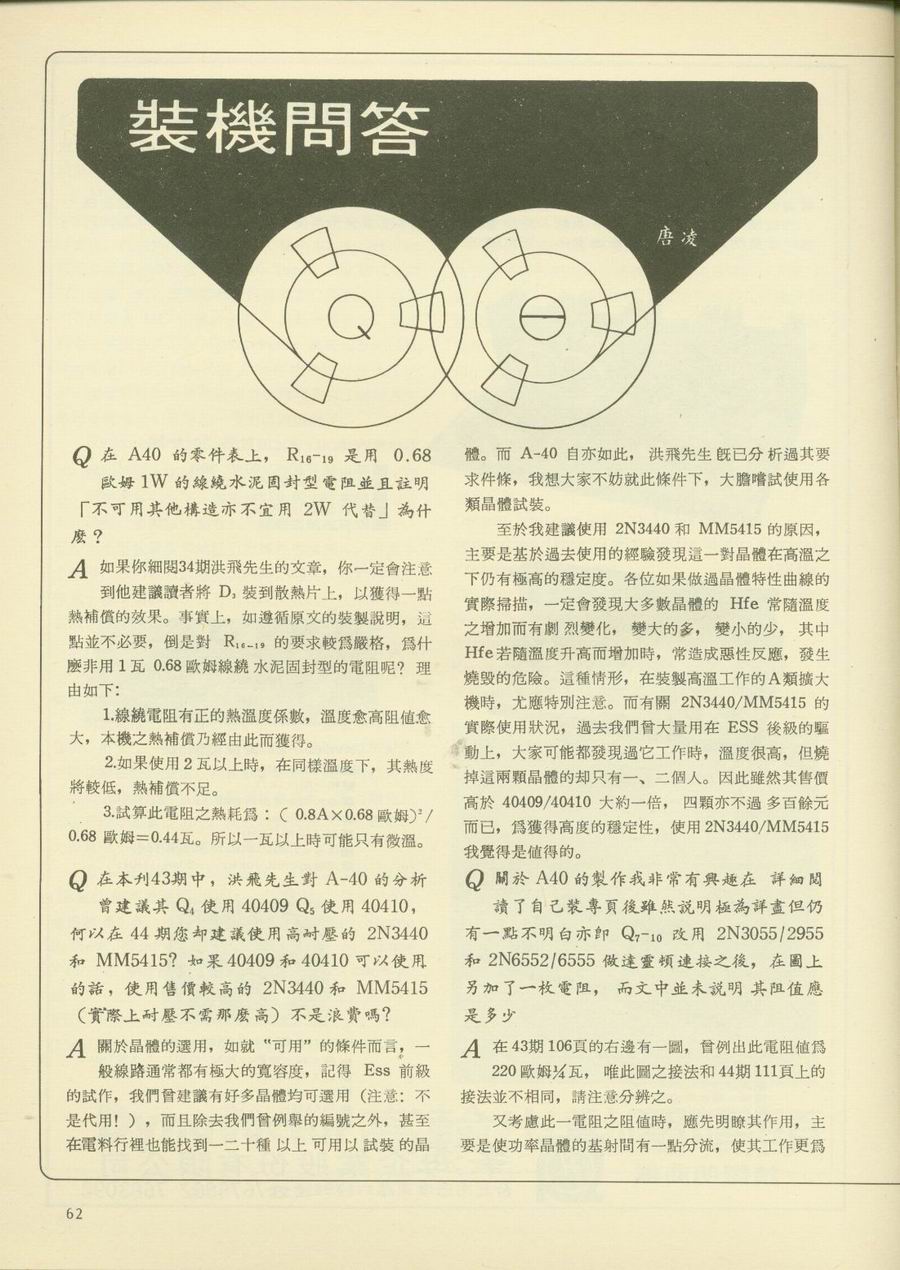 裝機問答
唐凌
Q 在 A40 的零件表上， R₁₆₋₁₉ 是用 0.68
歐姆 1W 的線繞水泥固封型電阻並且註明
「不可用其他構造亦不宜用 2W 代替」為什
麼？
A 如果你細閱34期洪飛先生的文章，你一定會注意
到他建議讀者將 D₃ 裝到散熱片上，以獲得一點
熱補償的效果。事實上，如遵循原文的裝製說明，這
點並不必要，倒是對 R₁₆₋₁₉ 的要求較爲嚴格，爲什
麽非用 1 瓦 0.68 歐姆線繞 水泥固封型的電阻呢？ 理
由如下：
1.線繞電阻有正的熱溫度係數，溫度愈高阻值愈
大，本機之熱補償乃經由此而獲得。
2.如果使用 2 瓦以上時，在同樣溫度下，其熱度
將較低，熱補償不足。
3.試算此電阻之熱耗爲：（ 0.8A×0.68 歐姆）²/
0.68 歐姆＝0.44瓦。所以一瓦以上時可能只有微溫。
Q 在本刊43期中，洪飛先生對 A-40 的分析
曾建議其 Q₄ 使用 40409 Q₅ 使用 40410，
何以在 44 期您却建議使用高耐壓的 2N3440
和 MM5415？如果 40409 和 40410 可以使用
的話，使用售價較高的 2N3440 和 MM5415
（實際上耐壓不需那麽高）不是浪費嗎？
A 關於晶體的選用，如就“可用”的條件而言，一
般線路通常都有極大的寬容度，記得 Ess 前級
的試作，我們曾建議有好多晶體均可選用（注意：不
是代用！），而且除去我們曾例舉的編號之外，甚至
在電料行裡也能找到一二十種 以上 可用以 試裝 的晶
體。而 A-40 自亦如此， 洪飛先生 旣已分 析過其要
求件條，我想大家不妨就此條件下，大膽嚐試使用各
類晶體試裝。
至於我建議使用 2N3440 和 MM5415 的原因，
主要是基於過去使用的經驗發現這一對晶體在高溫之
下仍有極高的穩定度。各位如果做過晶體特性曲線的
實際掃描，一定會發現大多數晶體的 Hfe 常隨溫度
之增加而有劇 烈變化， 變大的多， 變小的少， 其中
Hfe若隨溫度升高而增加時，常造成惡性反應，發生
燒毀的危險。這種情形，在裝製高溫工作的A類擴大
機時，尤應特別注意。而有關 2N3440/MM5415 的
實際使用狀況，過去我們曾大量用在 ESS 後級的驅
動上，大家可能都發現過它工作時，溫度很高，但燒
掉這兩顆晶體的却只有一、二個人。因此雖然其售價
高於 40409/40410 大約一倍， 四顆亦不過 多百餘元
而已，爲獲得高度的穩定性，使用 2N3440/MM5415
我覺得是值得的。
Q 關於 A40 的製作我非常有興趣在 詳細閱
讀了自己裝專頁後雖然説明極為詳盡但仍
有一點不明白亦即 Q₇₋₁₀ 改用 2N3055/2955
和 2N6552/6555 做達靈頓連接之後，在圖上
另加了一枚電阻， 而文中並未説明 其阻值應
是多少
A 在43期 106頁的右邊有一圖，曾例出此電阻値爲
220 歐姆¼瓦， 唯此圖之接法和 44期 111頁上的
接法並不相同，請注意分辨之。
又考慮此一電阻之阻值時，應先明瞭其作用，主
要是使功率晶體的基射間有一點分流，使其工作更爲
62